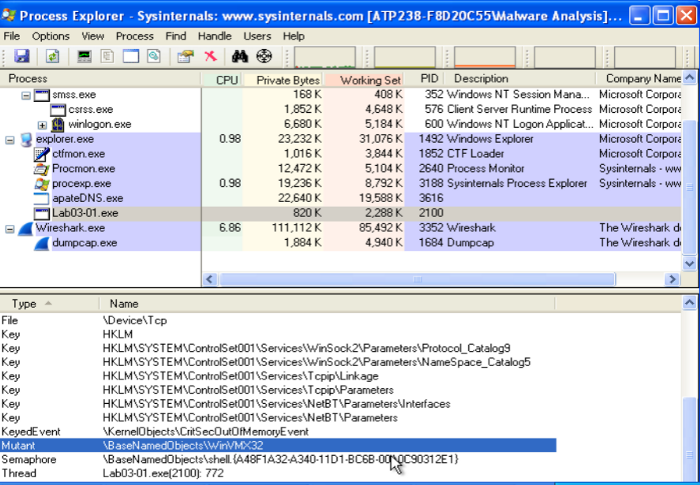 Process Explorer - Sysinternals: www.sysinternals.com [ATP238-F8D20C55\Malware Analysis]...
File Options View Process Find Handle Users Help
Process CPU Private Bytes Working Set PID Description Company Name
smss.exe 168 K 408 K 352 Windows NT Session Mana... Microsoft Corpora
csrss.exe 1,852 K 4,648 K 576 Client Server Runtime Process Microsoft Corpora
winlogon.exe 6,680 K 5,184 K 600 Windows NT Logon Applicat... Microsoft Corpora
explorer.exe 0.98 23,232 K 31,076 K 1492 Windows Explorer Microsoft Corpora
ctfmon.exe 1,016 K 3,844 K 1852 CTF Loader Microsoft Corpora
Procmon.exe 12,472 K 5,104 K 2640 Process Monitor Sysinternals - ww
procexp.exe 0.98 19,236 K 8,792 K 3188 Sysinternals Process Explorer Sysinternals - ww
apateDNS.exe 22,640 K 19,588 K 3616
Lab03-01.exe 820 K 2,288 K 2100
Wireshark.exe 6.86 111,112 K 85,492 K 3352 Wireshark The Wireshark de
dumpcap.exe 1,884 K 4,940 K 1684 Dumpcap The Wireshark de
Type Name
File \Device\Tcp
Key HKLM
Key HKLM\SYSTEM\ControlSet001\Services\WinSock2\Parameters\Protocol_Catalog9
Key HKLM\SYSTEM\ControlSet001\Services\WinSock2\Parameters\NameSpace_Catalog5
Key HKLM\SYSTEM\ControlSet001\Services\Tcpip\Linkage
Key HKLM\SYSTEM\ControlSet001\Services\Tcpip\Parameters
Key HKLM\SYSTEM\ControlSet001\Services\NetBT\Parameters\Interfaces
Key HKLM\SYSTEM\ControlSet001\Services\NetBT\Parameters
KeyedEvent \KernelObjects\CritSecOutOfMemoryEvent
Mutant \BaseNamedObjects\WinVMX32
Semaphore
Thread Lab03-01.exe(2100): 772